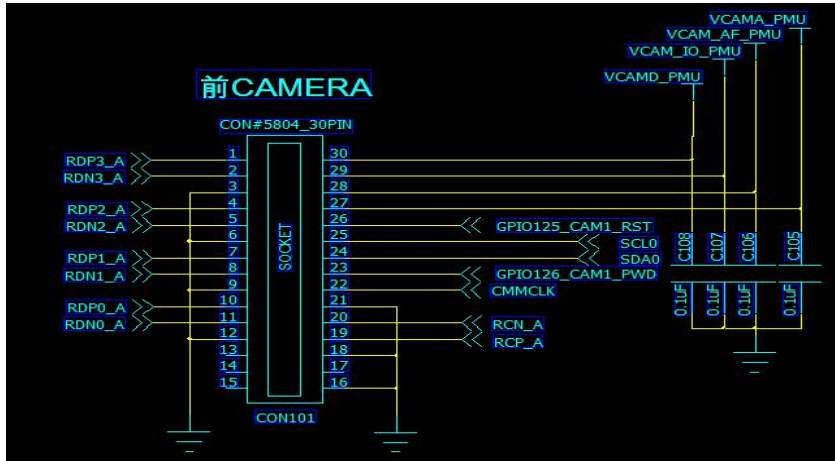 VCAMA_PMU
VCAM_AF_PMU
VCAM_IO_PMU
VCAMD_PMU
前CAMERA
CON#5804_30PIN
RDP3_A 1 30
RDN3_A 2 29
3 28
RDP2_A 4 27
RDN2_A 5 26 GPIO125_CAM1_RST
6 25 SCL0
RDP1_A 7 24 SDA0
RDN1_A 8 23 GPIO126_CAM1_PWD
9 22 CMMCLK
RDP0_A 10 21
RDN0_A 11 20 RCN_A
12 19 RCP_A
13 18
14 17
15 16
SOCKET
CON101
C108 C107 C106 C105
0.1uF 0.1uF 0.1uF 0.1uF